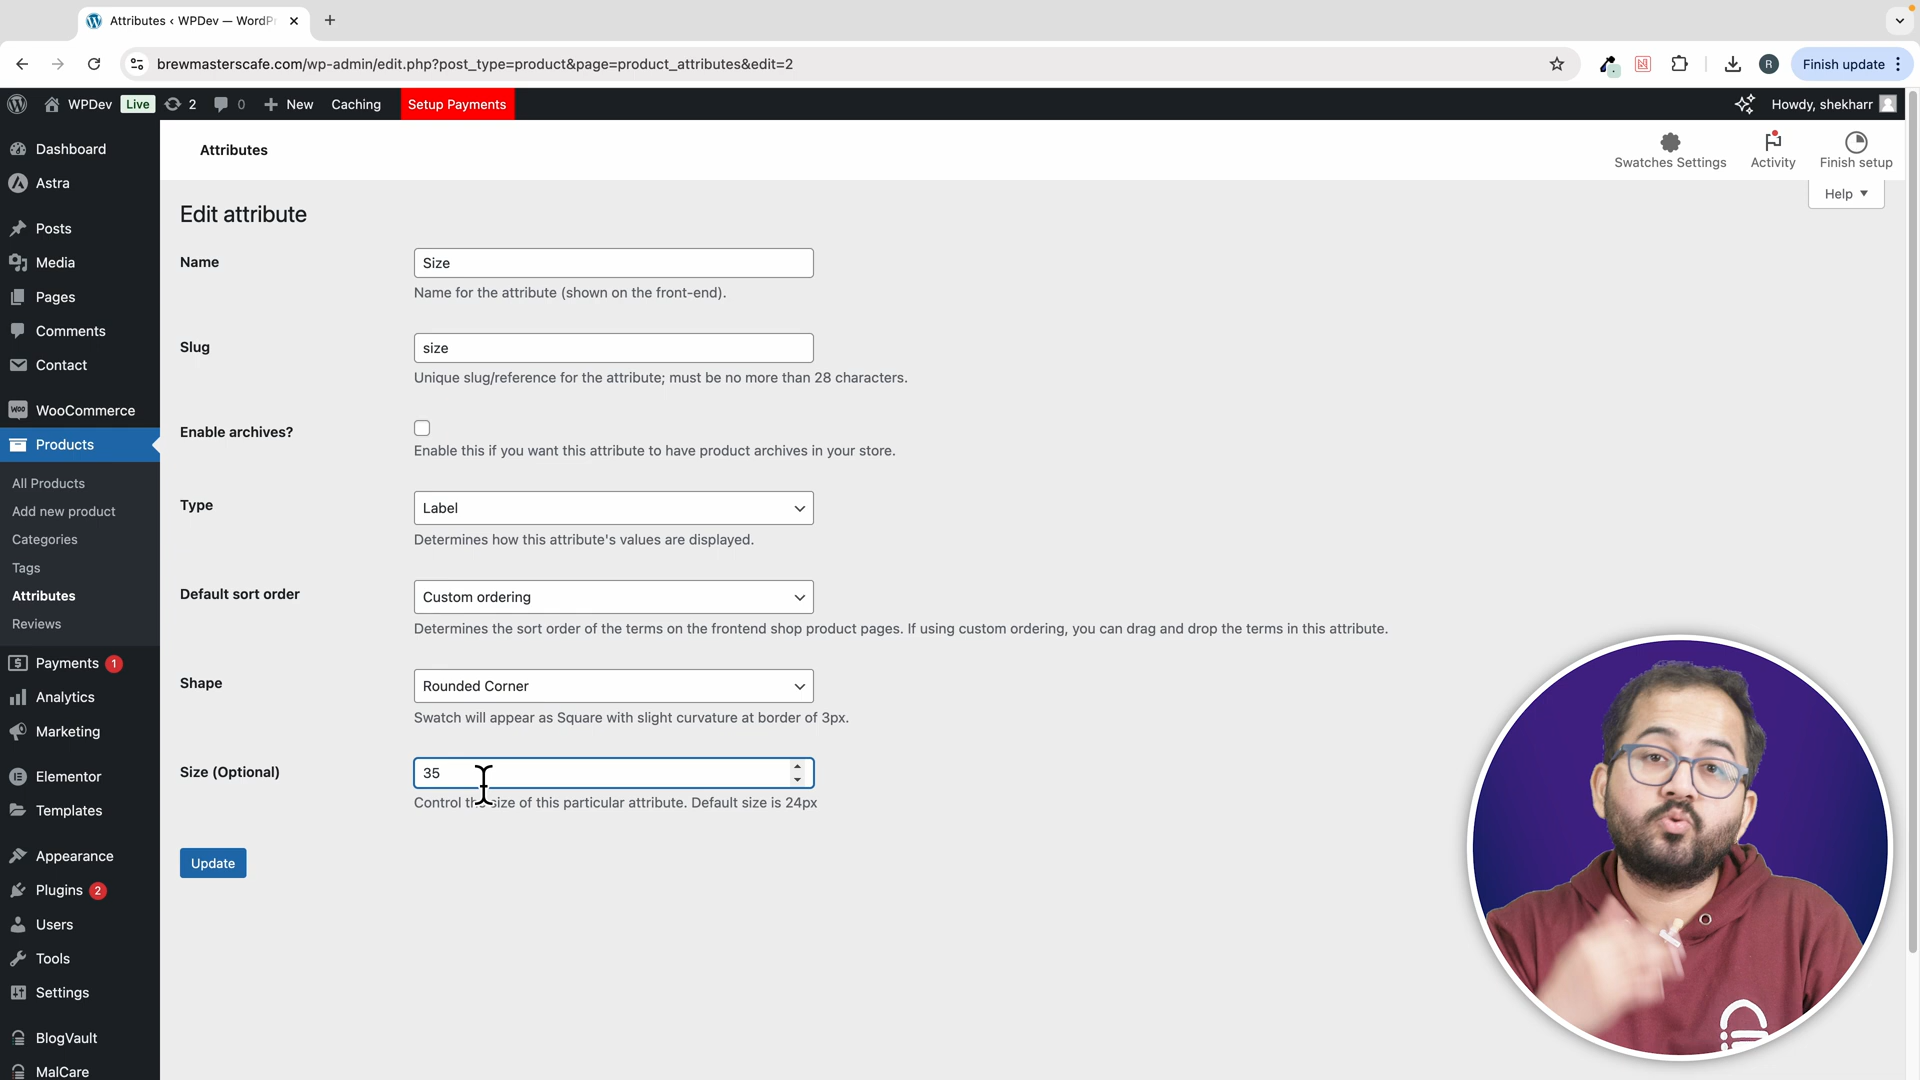 Attributes ‹ WPDev — WordPr
brewmasterscafe.com/wp-admin/edit.php?post_type=product&page=product_attributes&edit=2
R
Finish update
WPDev
Live
2
0
New
Caching
Setup Payments
Howdy, shekharr
Dashboard
Astra
Posts
Media
Pages
Comments
Contact
WooCommerce
Products
All Products
Add new product
Categories
Tags
Attributes
Reviews
Payments 1
Analytics
Marketing
Elementor
Templates
Appearance
Plugins 2
Users
Tools
Settings
BlogVault
MalCare
Attributes
Swatches Settings
Activity
Finish setup
Help
Edit attribute
Name
Size
Name for the attribute (shown on the front-end).
Slug
size
Unique slug/reference for the attribute; must be no more than 28 characters.
Enable archives?
Enable this if you want this attribute to have product archives in your store.
Type
Label
Determines how this attribute's values are displayed.
Default sort order
Custom ordering
Determines the sort order of the terms on the frontend shop product pages. If using custom ordering, you can drag and drop the terms in this attribute.
Shape
Rounded Corner
Swatch will appear as Square with slight curvature at border of 3px.
Size (Optional)
35
Control the size of this particular attribute. Default size is 24px
Update